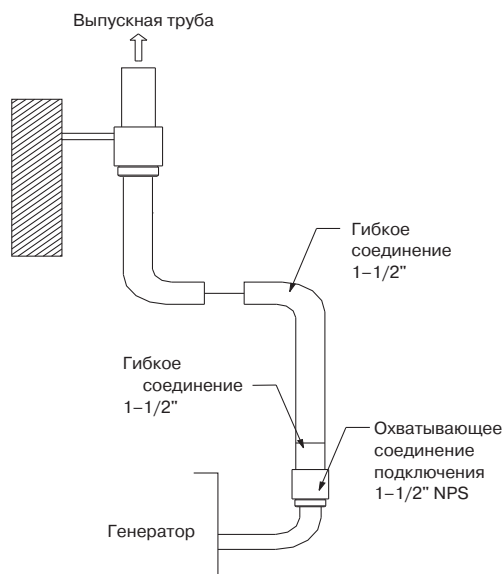 Выпускная труба
Гибкое
соединение
1–1/2"
Гибкое
соединение
1–1/2"
Охватывающее
соединение
подключения
1–1/2" NPS
Генератор